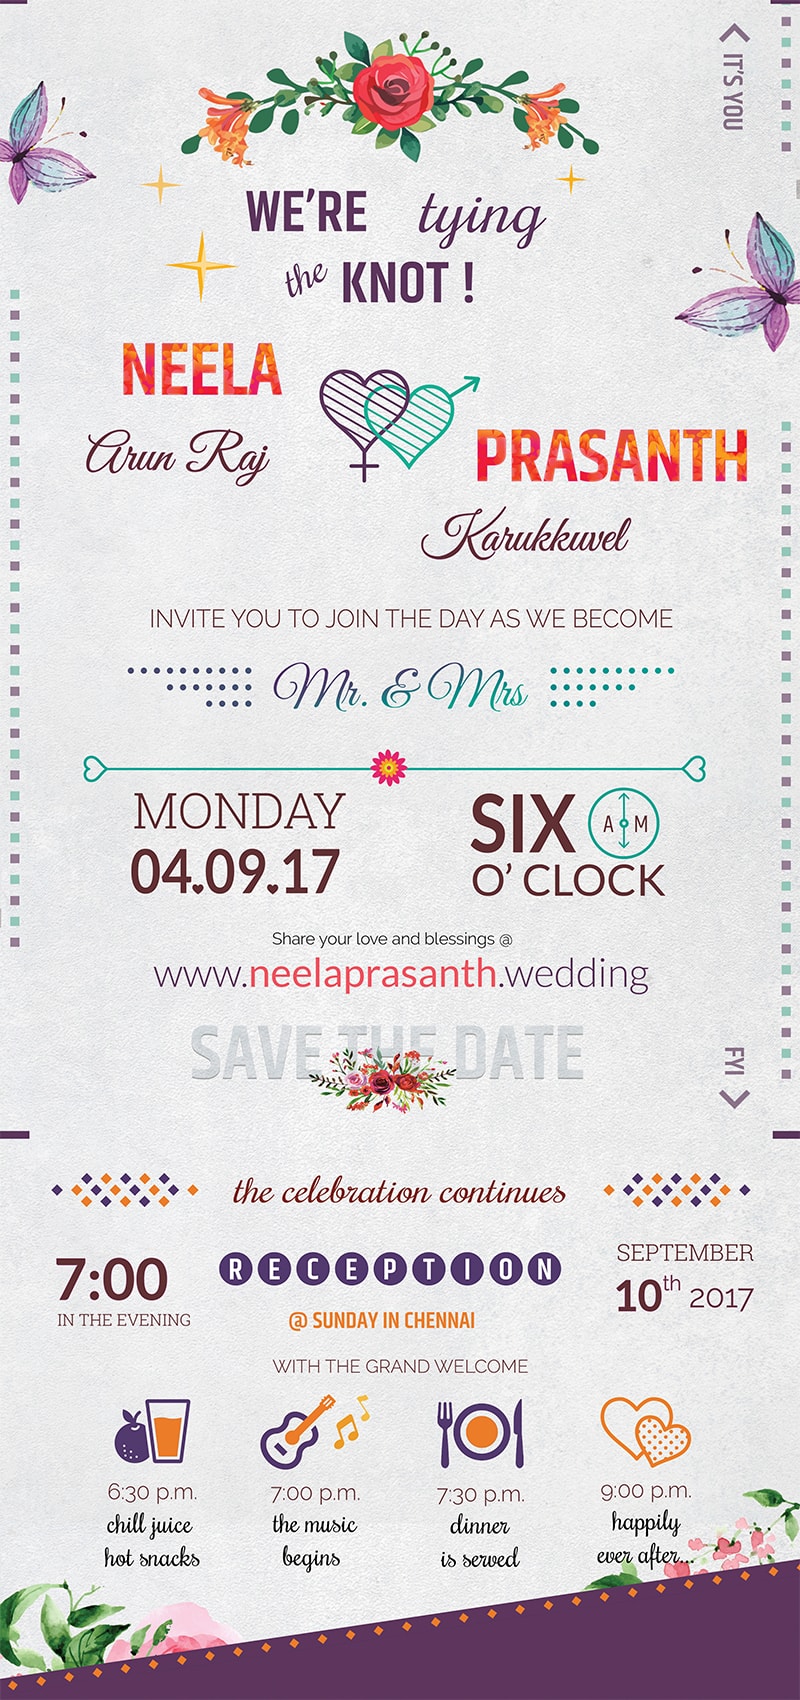 IT'S YOU
WE'RE tying
the KNOT !
NEELA
Arun Raj
PRASANTH
Karukkuvel
INVITE YOU TO JOIN THE DAY AS WE BECOME
Mr. & Mrs
MONDAY
04.09.17
SIX A M
O' CLOCK
Share your love and blessings @
www.neelaprasanth.wedding
SAVE THE DATE
FYI
the celebration continues
7:00
IN THE EVENING
RECEPTION
@ SUNDAY IN CHENNAI
SEPTEMBER
10th 2017
WITH THE GRAND WELCOME
6:30 p.m.
chill juice
hot snacks
7:00 p.m.
the music
begins
7:30 p.m.
dinner
is served
9:00 p.m.
happily
ever after...